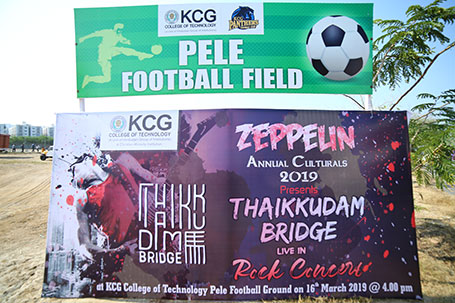 KCG
COLLEGE OF TECHNOLOGY
PANTHERS
PELE
FOOTBALL FIELD
KCG
COLLEGE OF TECHNOLOGY
THAIKKUDAM
BRIDGE
ZEPPELIN
ANNUAL CULTURALS
2019
Presents
THAIKKUDAM
BRIDGE
LIVE IN
Rock Concert
at KCG College of Technology Pele Football Ground on 16th March 2019 @ 4.00 pm